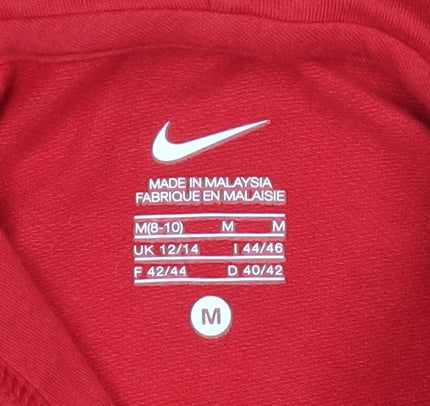 MADE IN MALAYSIA
FABRIQUE EN MALAISIE
M(8-10) M M
UK 12/14 I 44/46
F 42/44 D 40/42
M